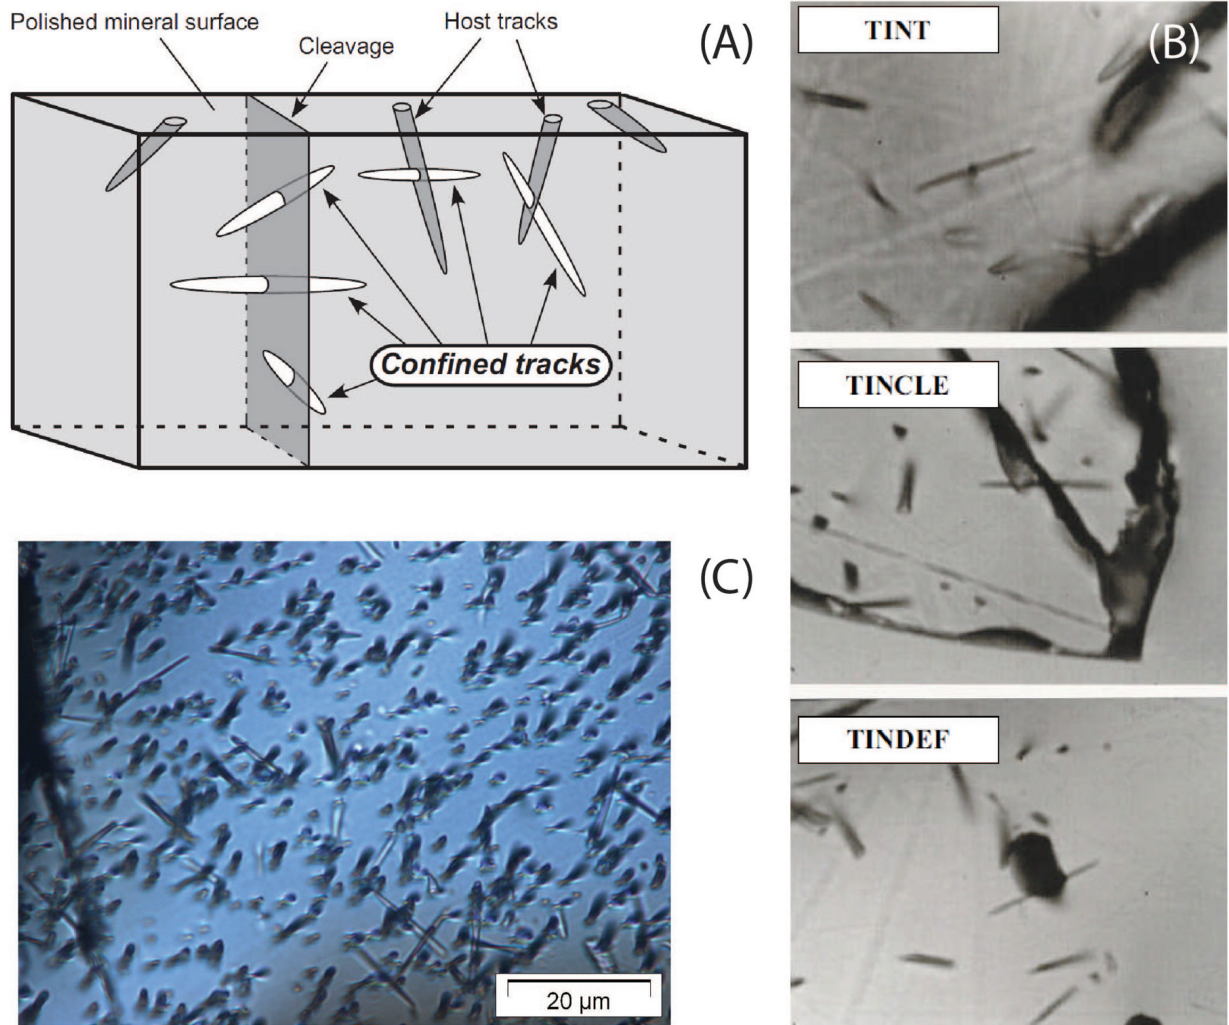 Polished mineral surface
Cleavage
Host tracks
(A)
Confined tracks
TINT
(B)
TINCLE
TINDEF
(C)
20 µm